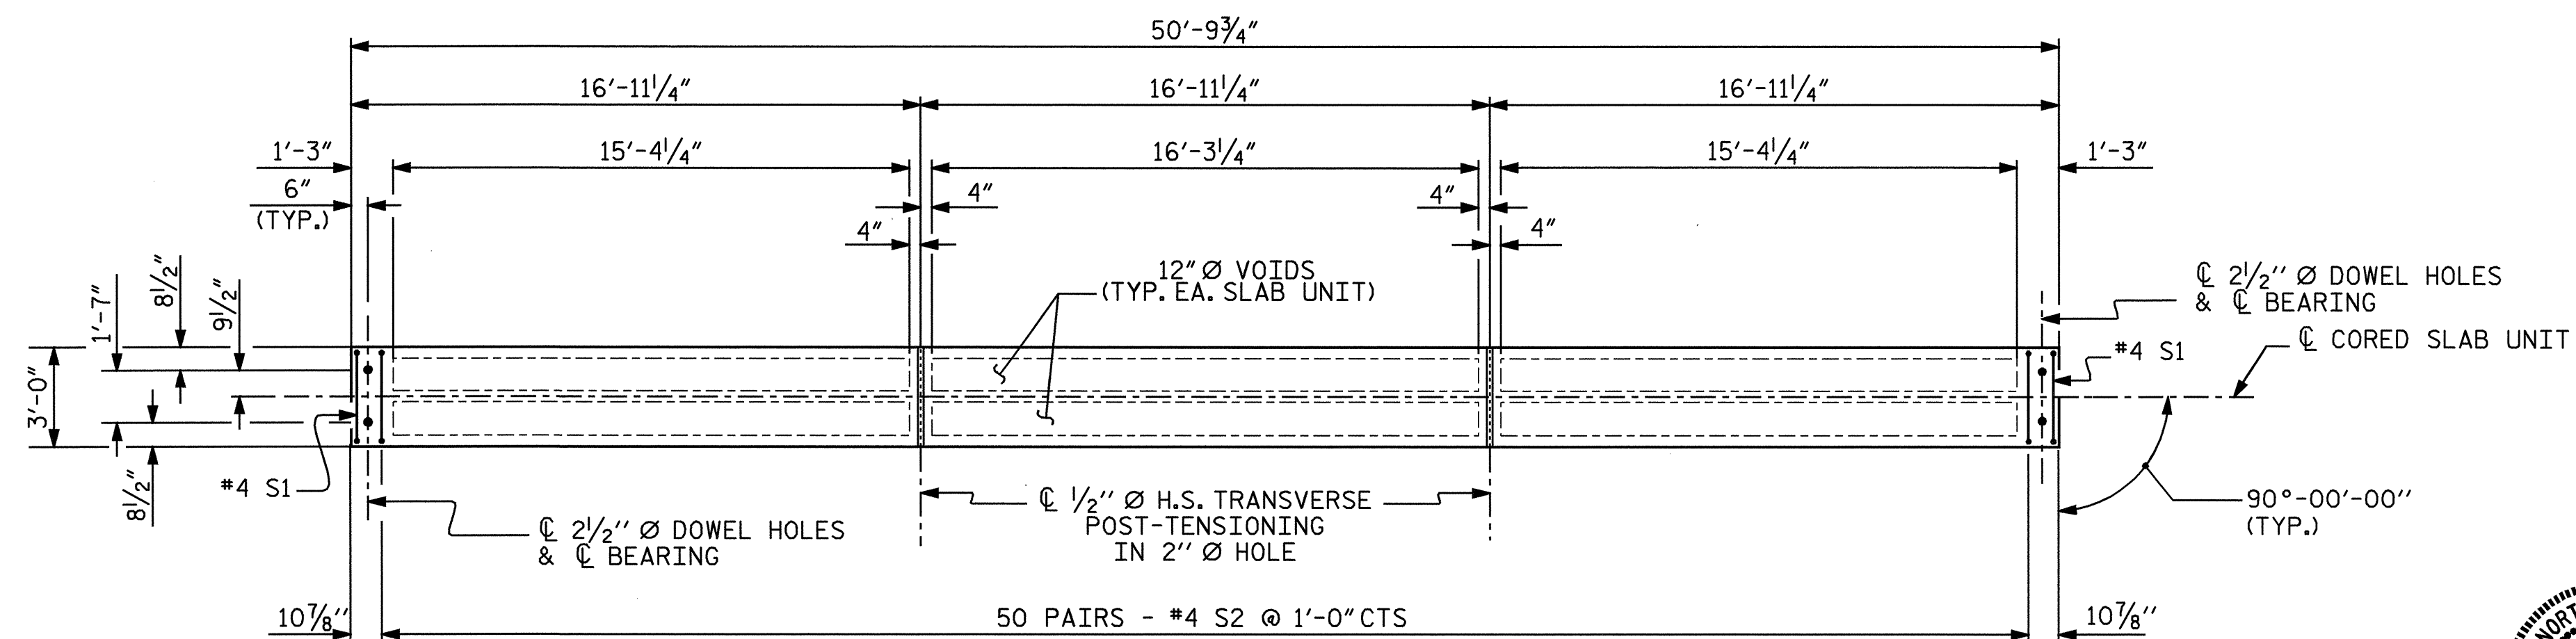 50'-9¾"
16'-11¼" 16'-11¼" 16'-11¼"
1'-3" 15'-4¼" 16'-3¼" 15'-4¼" 1'-3"
6"
(TYP.)
4" 4"
4" 4"
12" Ø VOIDS
(TYP. EA. SLAB UNIT)
℄ 2½" Ø DOWEL HOLES
& ℄ BEARING
℄ CORED SLAB UNIT
#4 S1
3'-0"
1'-7"
8½"
9½"
8½"
#4 S1
℄ 2½" Ø DOWEL HOLES
& ℄ BEARING
℄ ½" Ø H.S. TRANSVERSE
POST-TENSIONING
IN 2" Ø HOLE
90°-00'-00"
(TYP.)
10⅞" 50 PAIRS - #4 S2 @ 1'-0" CTS 10⅞"
NORT